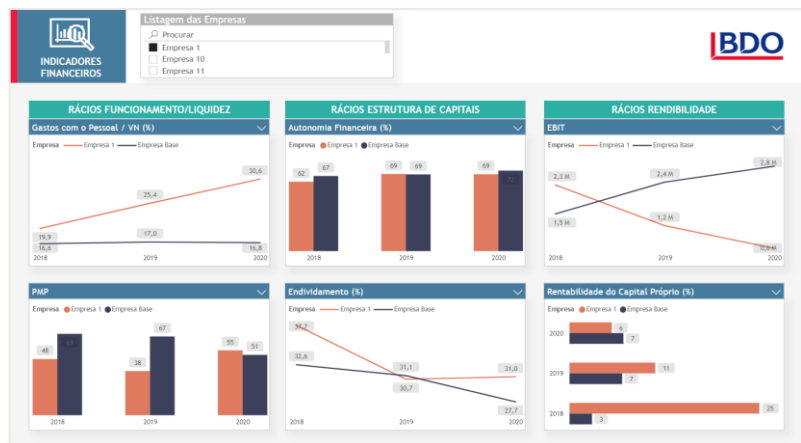 INDICADORES
FINANCEIROS
Listagem das Empresas
Procurar
Empresa 1
Empresa 10
Empresa 11
BDO
RÁCIOS FUNCIONAMENTO/LIQUIDEZ
Gastos com o Pessoal / VN (%)
Empresa Empresa 1 Empresa Base
30,6
25,4
19,9
17,0
16,6
16,8
2018 2019 2020
PMP
Empresa Empresa 1 Empresa Base
67
48
38
55
51
2018 2019 2020
RÁCIOS ESTRUTURA DE CAPITAIS
Autonomia Financeira (%)
Empresa Empresa 1 Empresa Base
62 67 69 69 69
2018 2019 2020
Endividamento (%)
Empresa Empresa 1 Empresa Base
32,6
31,1
30,7
31,0
27,7
2018 2019 2020
RÁCIOS RENDIBILIDADE
EBIT
Empresa Empresa 1 Empresa Base
2,3 M
2,4 M
2,8 M
1,5 M
1,2 M
2018 2019 2020
Rentabilidade do Capital Próprio (%)
Empresa Empresa 1 Empresa Base
2020 6
7
2019 11
7
2018 25
3